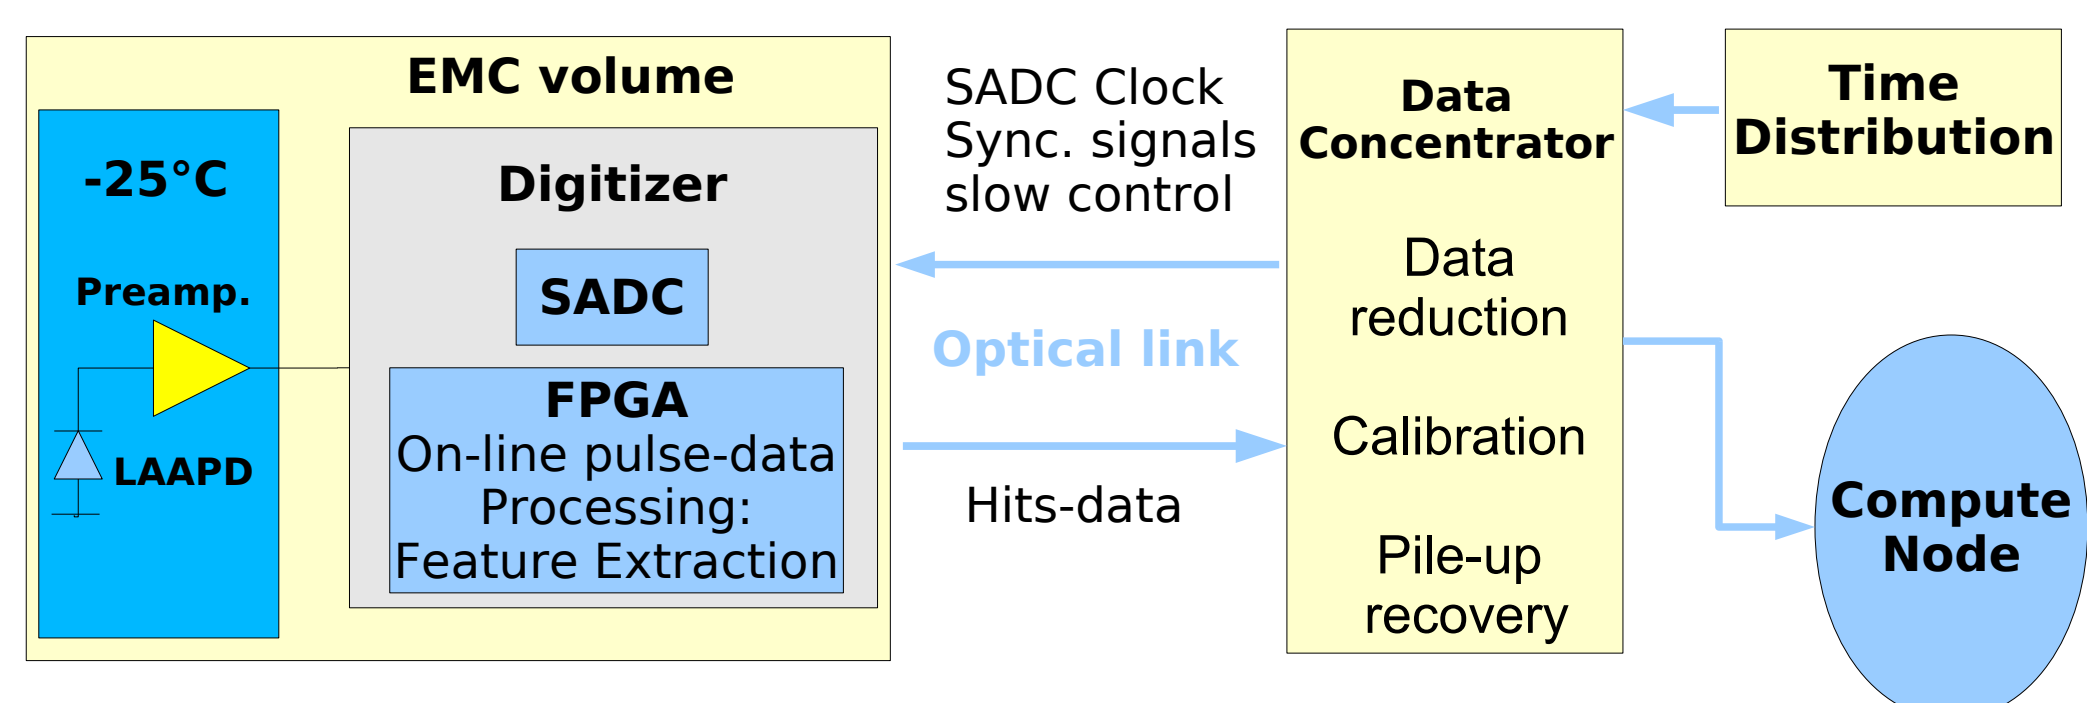 EMC volume
-25°C
Preamp.
LAAPD
Digitizer
SADC
FPGA
On-line pulse-data
Processing:
Feature Extraction
SADC Clock
Sync. signals
slow control
Optical link
Hits-data
Data
Concentrator
Data
reduction
Calibration
Pile-up
recovery
Time
Distribution
Compute
Node